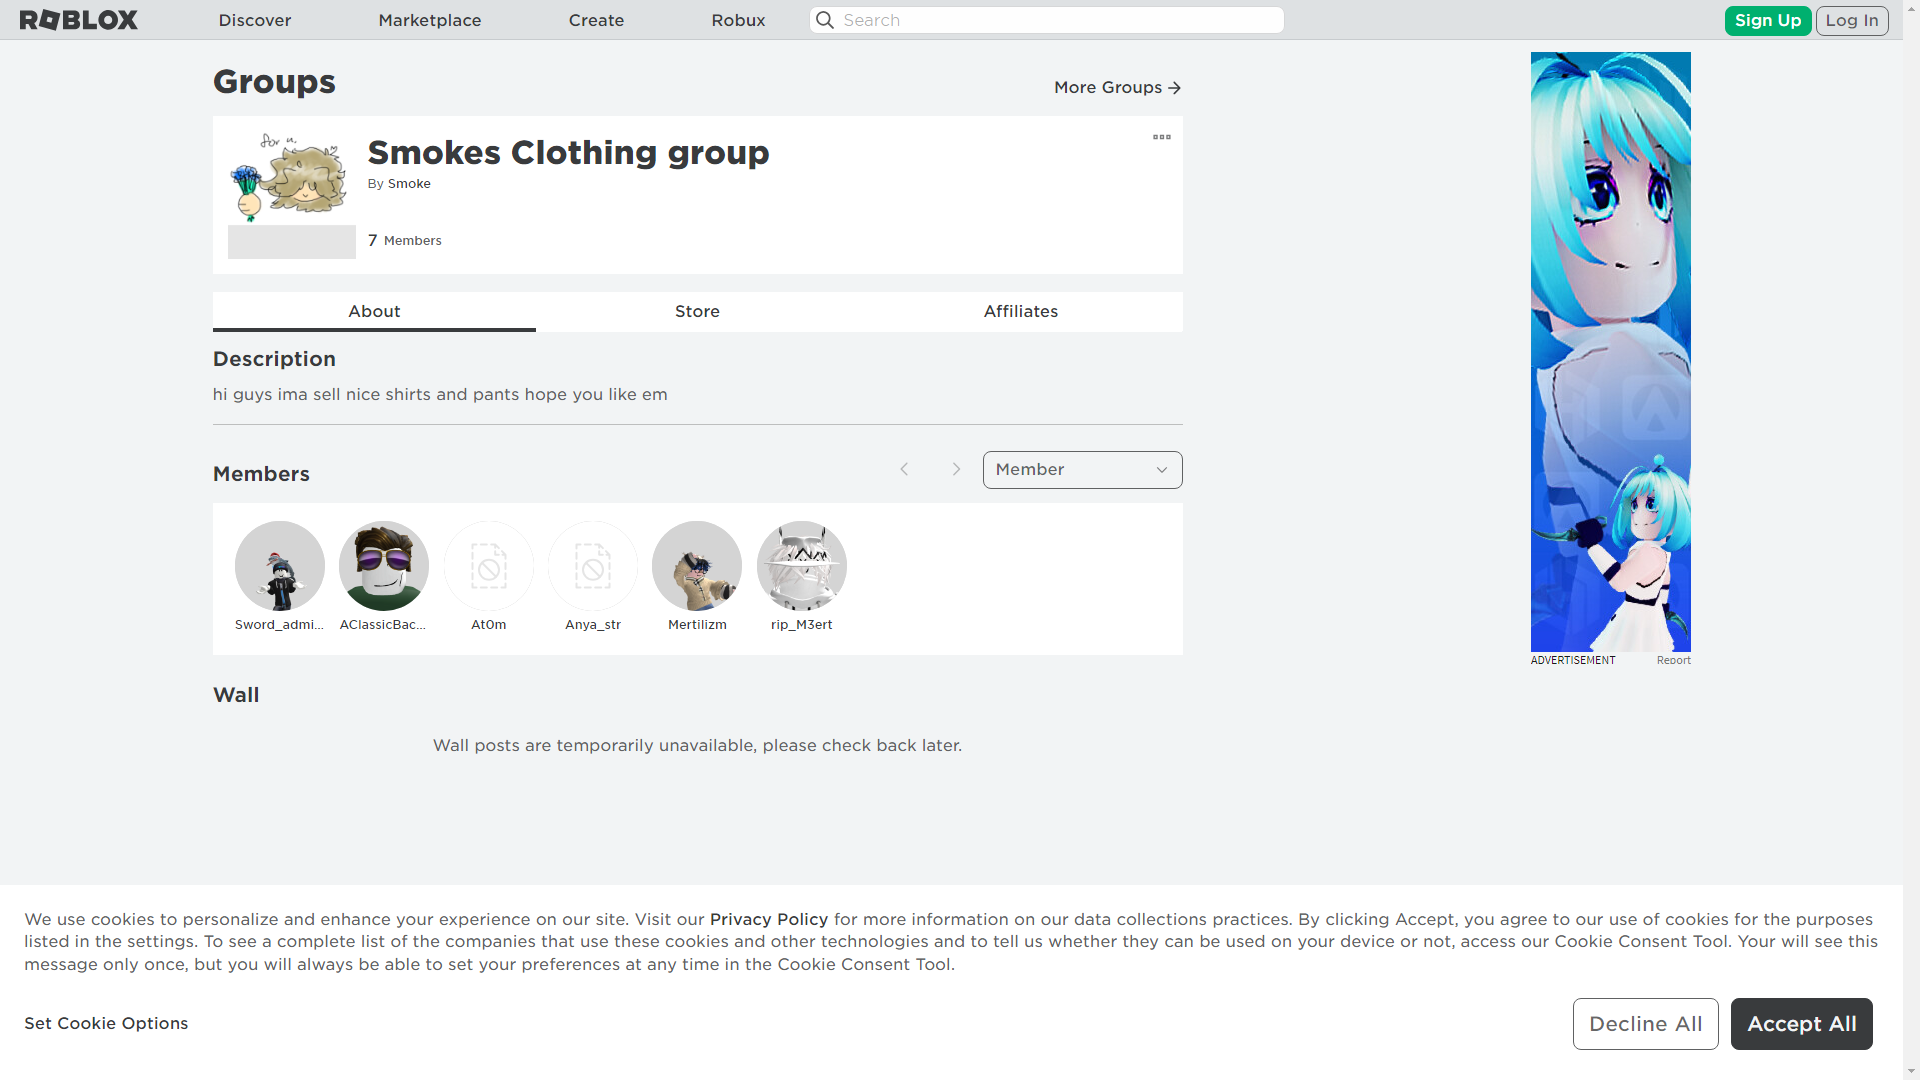 ROBLOX
Discover
Marketplace
Create
Robux
Search
Sign Up
Log In
Groups
More Groups
for u.
Smokes Clothing group
By Smoke
7 Members
About
Store
Affiliates
Description
hi guys ima sell nice shirts and pants hope you like em
Members
Member
Sword_admi...
AClassicBac...
At0m
Anya_str
Mertilizm
rip_M3ert
ADVERTISEMENT
Report
Wall
Wall posts are temporarily unavailable, please check back later.
We use cookies to personalize and enhance your experience on our site. Visit our Privacy Policy for more information on our data collections practices. By clicking Accept, you agree to our use of cookies for the purposes
listed in the settings. To see a complete list of the companies that use these cookies and other technologies and to tell us whether they can be used on your device or not, access our Cookie Consent Tool. Your will see this
message only once, but you will always be able to set your preferences at any time in the Cookie Consent Tool.
Set Cookie Options
Decline All
Accept All